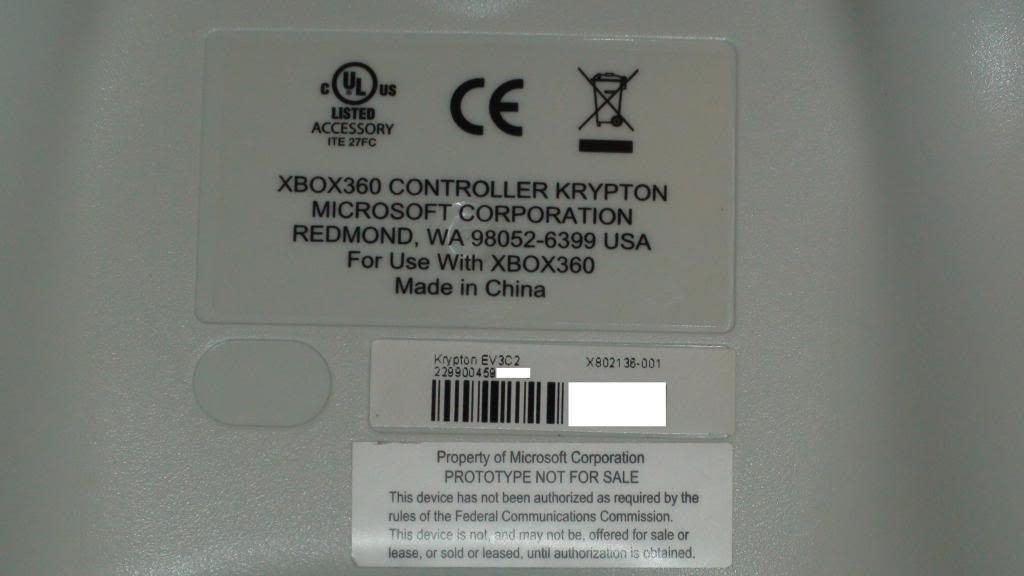 c UL us
LISTED
ACCESSORY
ITE 27FC
CE
XBOX360 CONTROLLER KRYPTON
MICROSOFT CORPORATION
REDMOND, WA 98052-6399 USA
For Use With XBOX360
Made in China
Krypton EV3C2 X802136-001
229900459
Property of Microsoft Corporation
PROTOTYPE NOT FOR SALE
This device has not been authorized as required by the
rules of the Federal Communications Commission.
This device is not, and may not be, offered for sale or
lease, or sold or leased, until authorization is obtained.